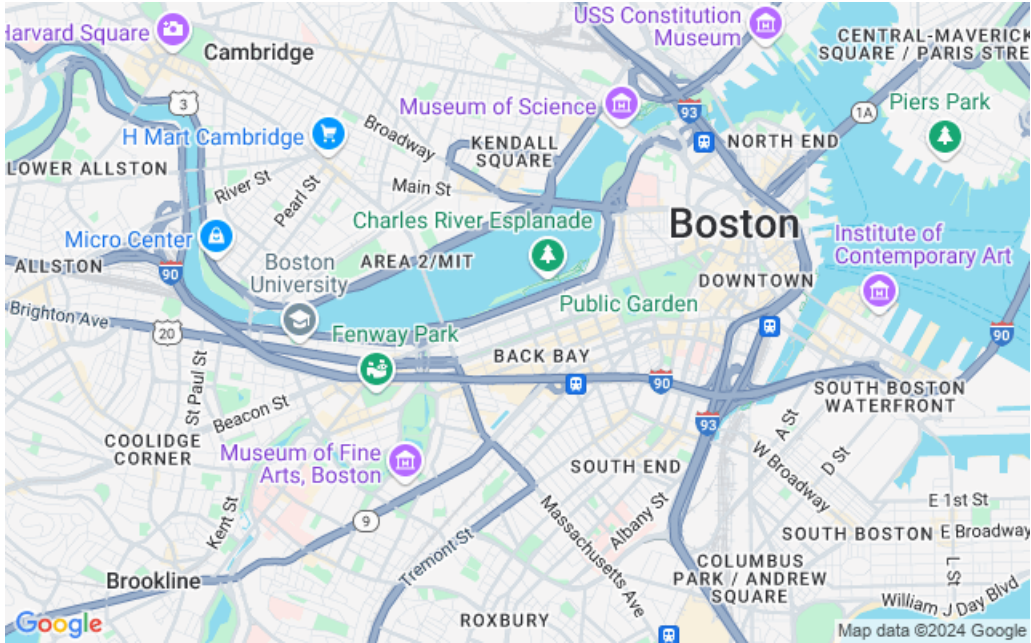 Harvard Square
Cambridge
USS Constitution
Museum
CENTRAL-MAVERICK
SQUARE / PARIS STRE
3
Museum of Science
93
1A
Piers Park
H Mart Cambridge
Broadway
KENDALL
SQUARE
NORTH END
LOWER ALLSTON
River St
Pearl St
Main St
Charles River Esplanade
Boston
Micro Center
Institute of
Contemporary Art
ALLSTON
90
Boston
University
AREA 2/MIT
DOWNTOWN
Public Garden
Brighton Ave
20
Fenway Park
90
BACK BAY
90
SOUTH BOSTON
WATERFRONT
St Paul St
Beacon St
93
A St
COOLIDGE
CORNER
Museum of Fine
Arts, Boston
SOUTH END
W Broadway
D St
Kent St
9
Massachusetts Ave
Albany St
E 1st St
SOUTH BOSTON
E Broadway
Tremont St
Brookline
COLUMBUS
PARK / ANDREW
SQUARE
L St
William J Day Blvd
ROXBURY
Google
Map data ©2024 Google